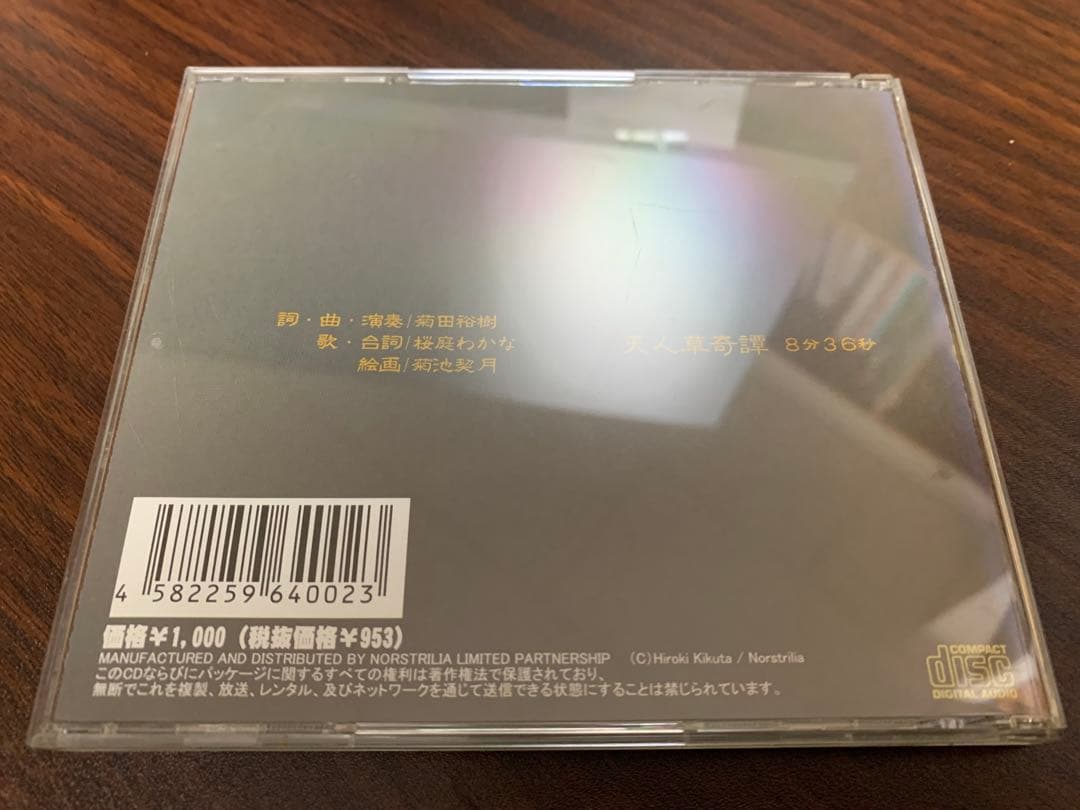 詞・曲・演奏/菊田裕樹
歌・台詞/桜庭わかな
絵画/菊池契月
人草奇譚 8分36秒
4 582259 640023
価格¥1,000 (税抜価格¥953)
MANUFACTURED AND DISTRIBUTED BY NORSTRILIA LIMITED PARTNERSHIP (C)Hiroki Kikuta / Norstrilia
このCDならびにパッケージに関するすべての権利は著作権法で保護されており、
無断でこれを複製、放送、レンタル、及びネットワークを通じて送信できる状態にすることは禁じられています。
COMPACT
disc
DIGITAL AUDIO